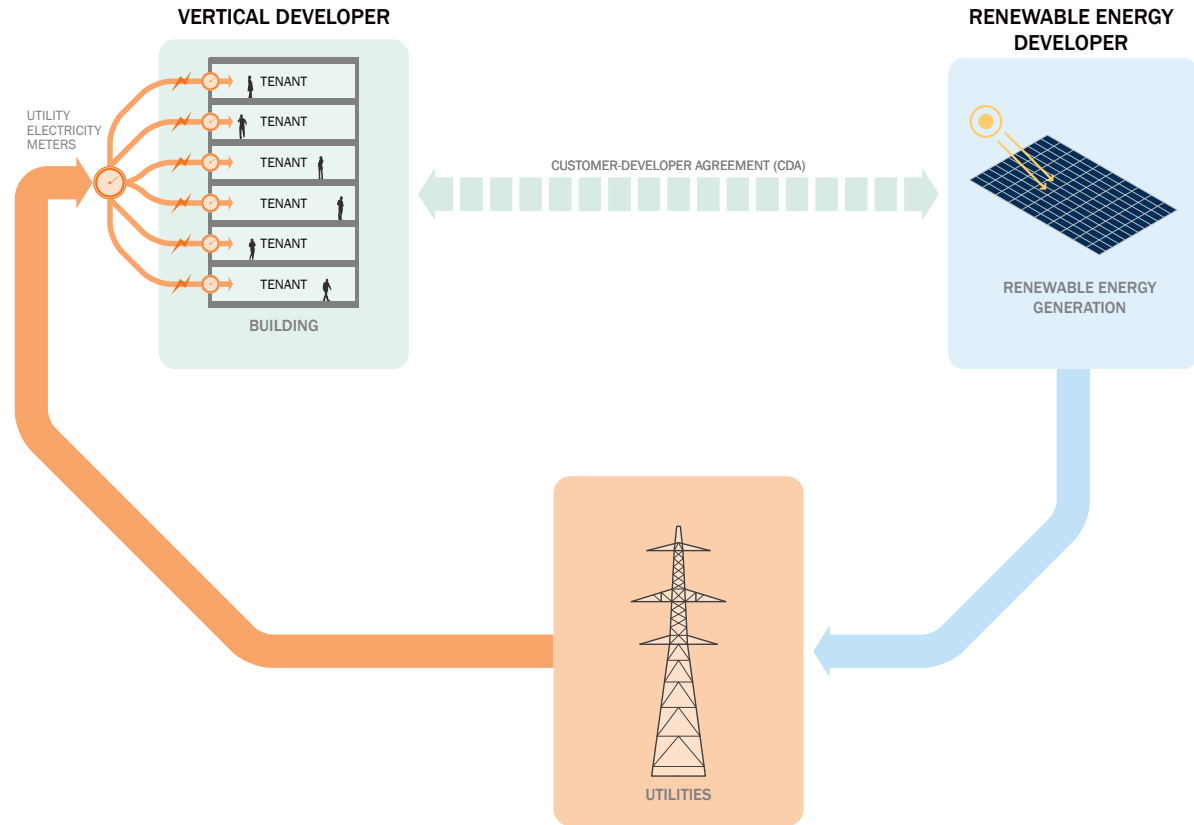 VERTICAL DEVELOPER
RENEWABLE ENERGY
DEVELOPER
UTILITY
ELECTRICITY
METERS
TENANT
TENANT
TENANT
TENANT
TENANT
TENANT
BUILDING
CUSTOMER-DEVELOPER AGREEMENT (CDA)
RENEWABLE ENERGY
GENERATION
UTILITIES